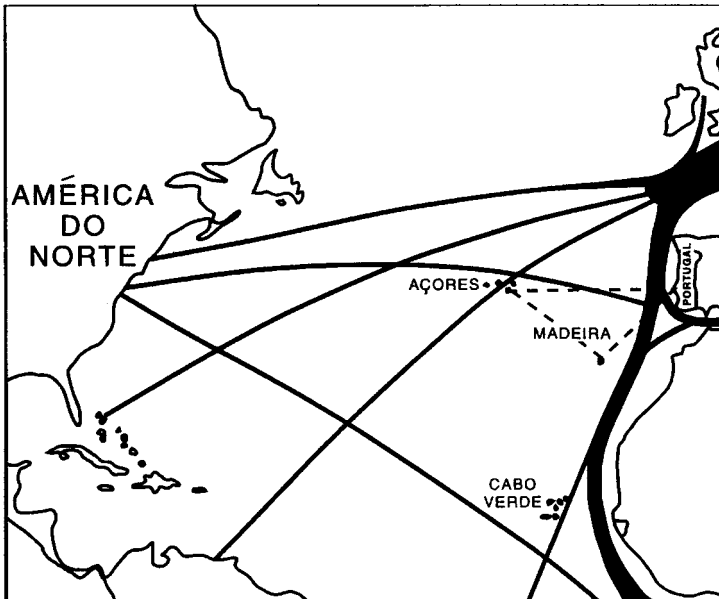 AMÉRICA
DO
NORTE
AÇORES
PORTUGAL
MADEIRA
CABO
VERDE